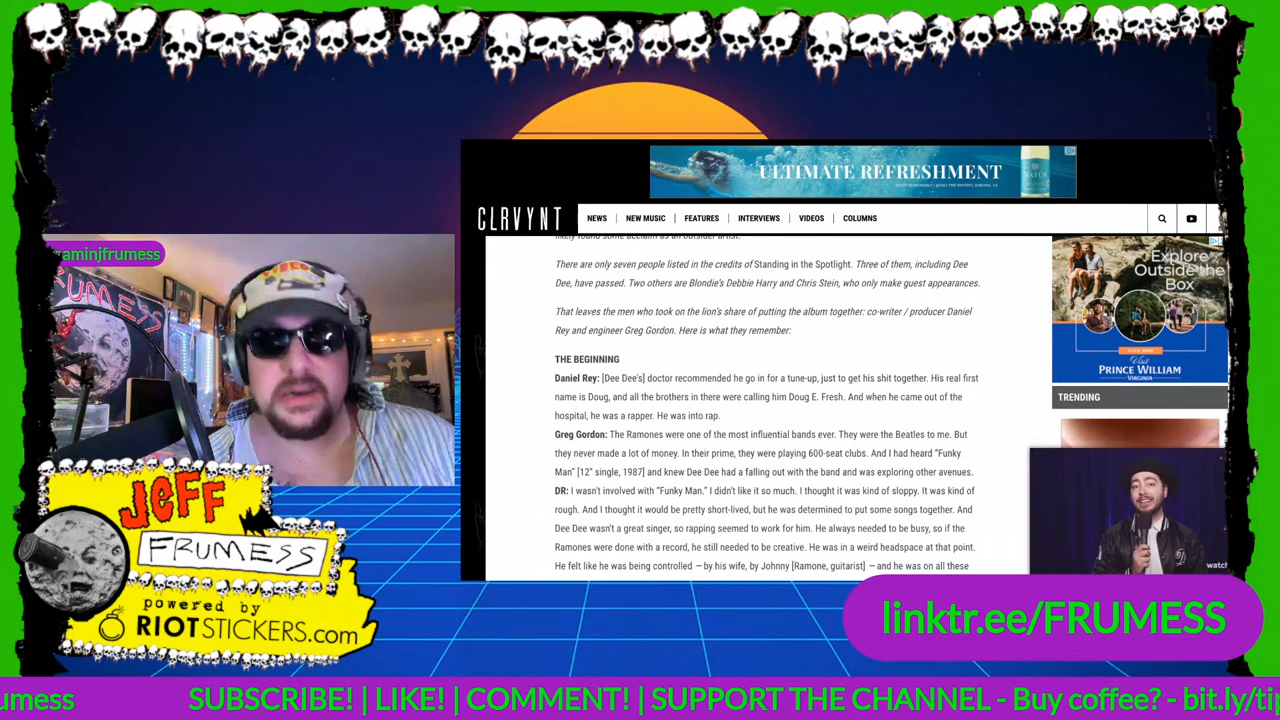 ULTIMATE REFRESHMENT
MATUA
CLRVYNT
NEWS | NEW MUSIC | FEATURES | INTERVIEWS | VIDEOS | COLUMNS
likely found some acclaim as an outsider artist.
There are only seven people listed in the credits of Standing in the Spotlight. Three of them, including Dee
Dee, have passed. Two others are Blondie's Debbie Harry and Chris Stein, who only make guest appearances.
That leaves the men who took on the lion's share of putting the album together: co-writer / producer Daniel
Rey and engineer Greg Gordon. Here is what they remember:
THE BEGINNING
Daniel Rey: [Dee Dee's] doctor recommended he go in for a tune-up, just to get his shit together. His real first
name is Doug, and all the brothers in there were calling him Doug E. Fresh. And when he came out of the
hospital, he was a rapper. He was into rap.
Greg Gordon: The Ramones were one of the most influential bands ever. They were the Beatles to me. But
they never made a lot of money. In their prime, they were playing 600-seat clubs. And I had heard "Funky
Man" [12" single, 1987] and knew Dee Dee had a falling out with the band and was exploring other avenues.
DR: I wasn't involved with "Funky Man." I didn't like it so much. I thought it was kind of sloppy. It was kind of
rough. And I thought it would be pretty short-lived, but he was determined to put some songs together. And
Dee Dee wasn't a great singer, so rapping seemed to work for him. He always needed to be busy, so if the
Ramones were done with a record, he still needed to be creative. He was in a weird headspace at that point.
He felt like he was being controlled — by his wife, by Johnny [Ramone, guitarist] — and he was on all these
Explore
Outside the
Box
Visit
PRINCE WILLIAM
VIRGINIA
TRENDING
watch
saminjfrumess
FRUMESS
JEFF
FRUMESS
powered by
RIOTSTICKERS.com
linktr.ee/FRUMESS
umess SUBSCRIBE! | LIKE! | COMMENT! | SUPPORT THE CHANNEL - Buy coffee? - bit.ly/tip